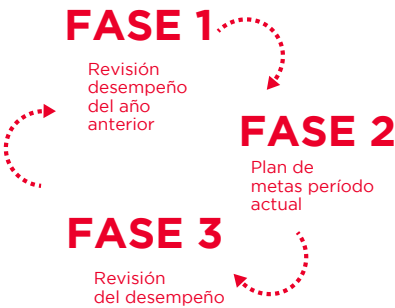 FASE 1
Revisión
desempeño
del año
anterior
FASE 2
Plan de
metas período
actual
FASE 3
Revisión
del desempeño